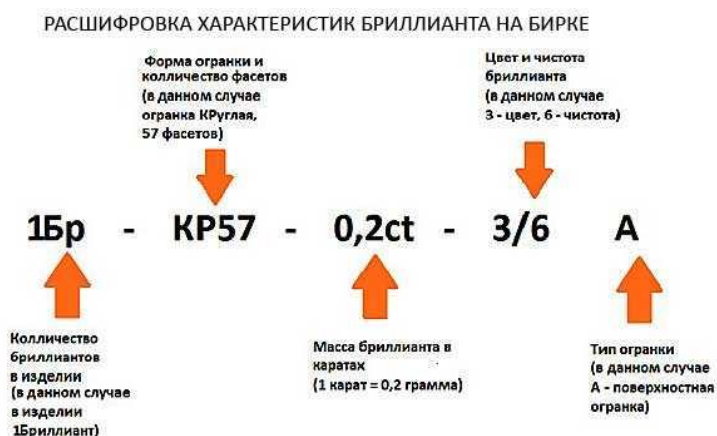 РАСШИФРОВКА ХАРАКТЕРИСТИК БРИЛЛИАНТА НА БИРКЕ
Форма огранки и
колличество фасетов
(в данном случае
огранка КРуглая,
57 фасетов)
Цвет и чистота
бриллианта
(в данном случае
3 - цвет, 6 - чистота)
1Бр - КР57 - 0,2ct - 3/6 А
Колличество
бриллиантов
в изделии
(в данном случае
в изделии
1Бриллиант)
Масса бриллианта в
каратах
(1 карат = 0,2 грамма)
Тип огранки
(в данном случае
А - поверхностная
огранка)